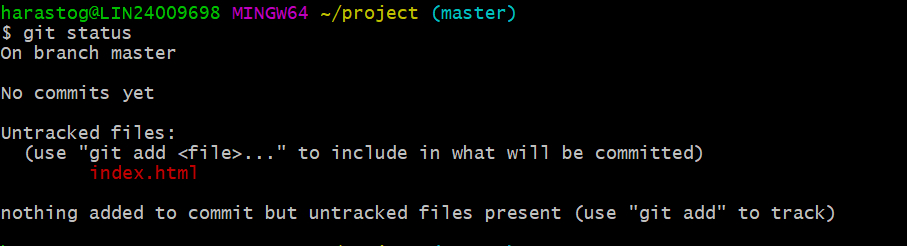 harastog@LIN24009698 MINGW64 ~/project (master)
$ git status
On branch master
No commits yet
Untracked files:
(use "git add <file>..." to include in what will be committed)
index.html
nothing added to commit but untracked files present (use "git add" to track)